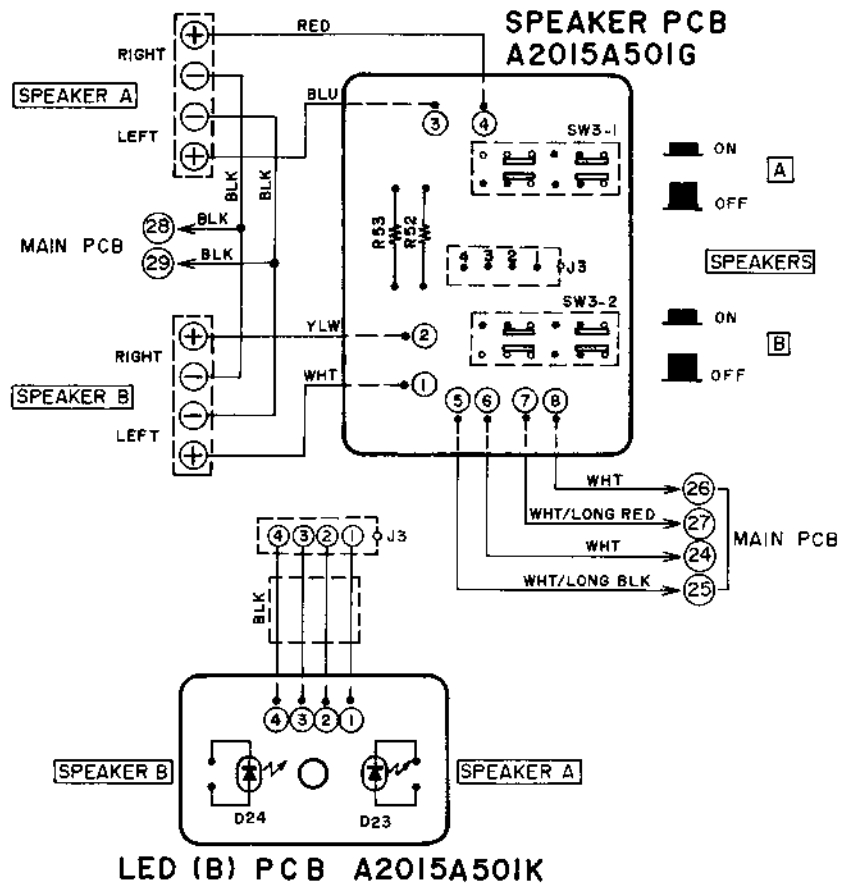 SPEAKER PCB
A2015A501G
RED
RIGHT
SPEAKER A
LEFT
BLU
BLK
BLK
+
−
−
+
3
4
SW3-1
ON
A
OFF
28
BLK
MAIN PCB
29
BLK
R53
R52
4 3 2 1
J3
SPEAKERS
SW3-2
ON
B
OFF
YLW
2
RIGHT
WHT
1
SPEAKER B
LEFT
+
−
−
+
5 6 7 8
WHT
26
WHT/LONG RED
27
MAIN PCB
WHT
24
WHT/LONG BLK
25
4 3 2 1
J3
BLK
4 3 2 1
SPEAKER B
SPEAKER A
D24
D23
LED (B) PCB A2015A501K